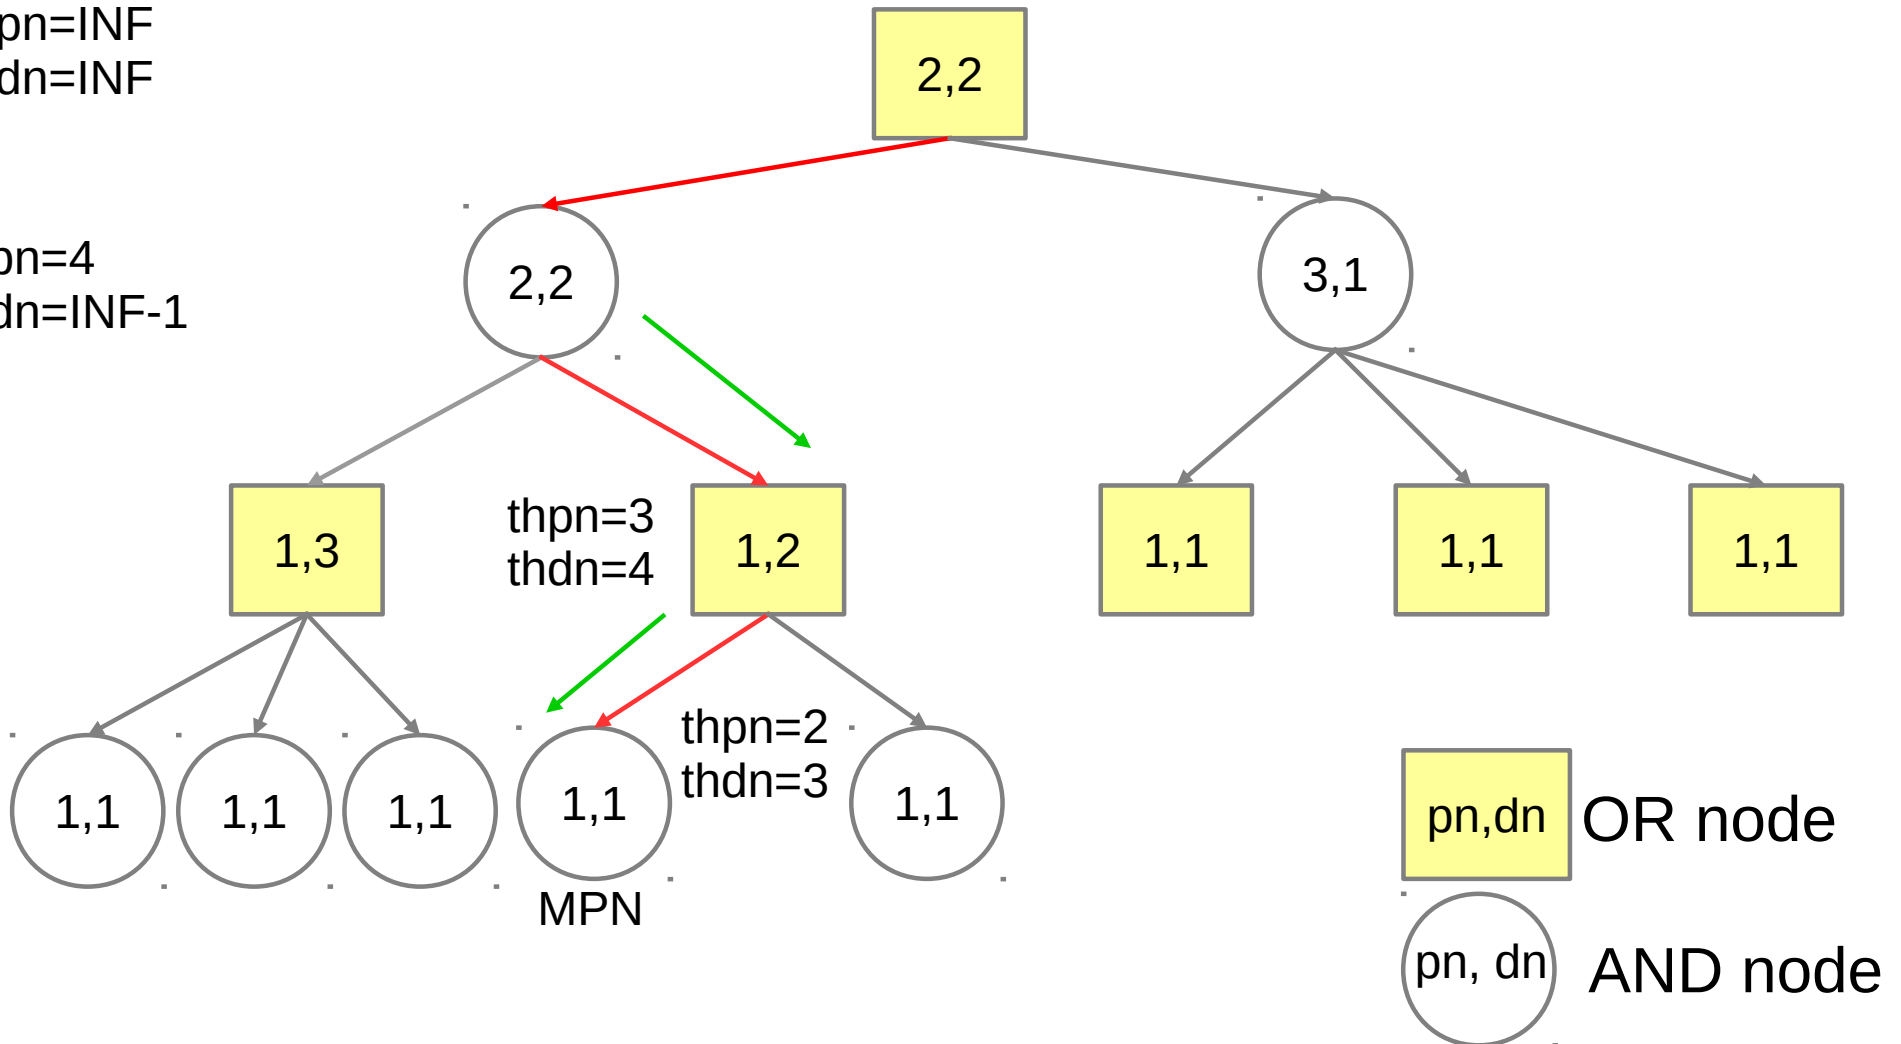 pn=INF
dn=INF
2,2
2,2
3,1
pn=4
dn=INF-1
1,3
thpn=3
thdn=4
1,2
1,1
1,1
1,1
1,1
1,1
1,1
1,1
thpn=2
thdn=3
1,1
MPN
pn,dn
OR node
pn, dn
AND node